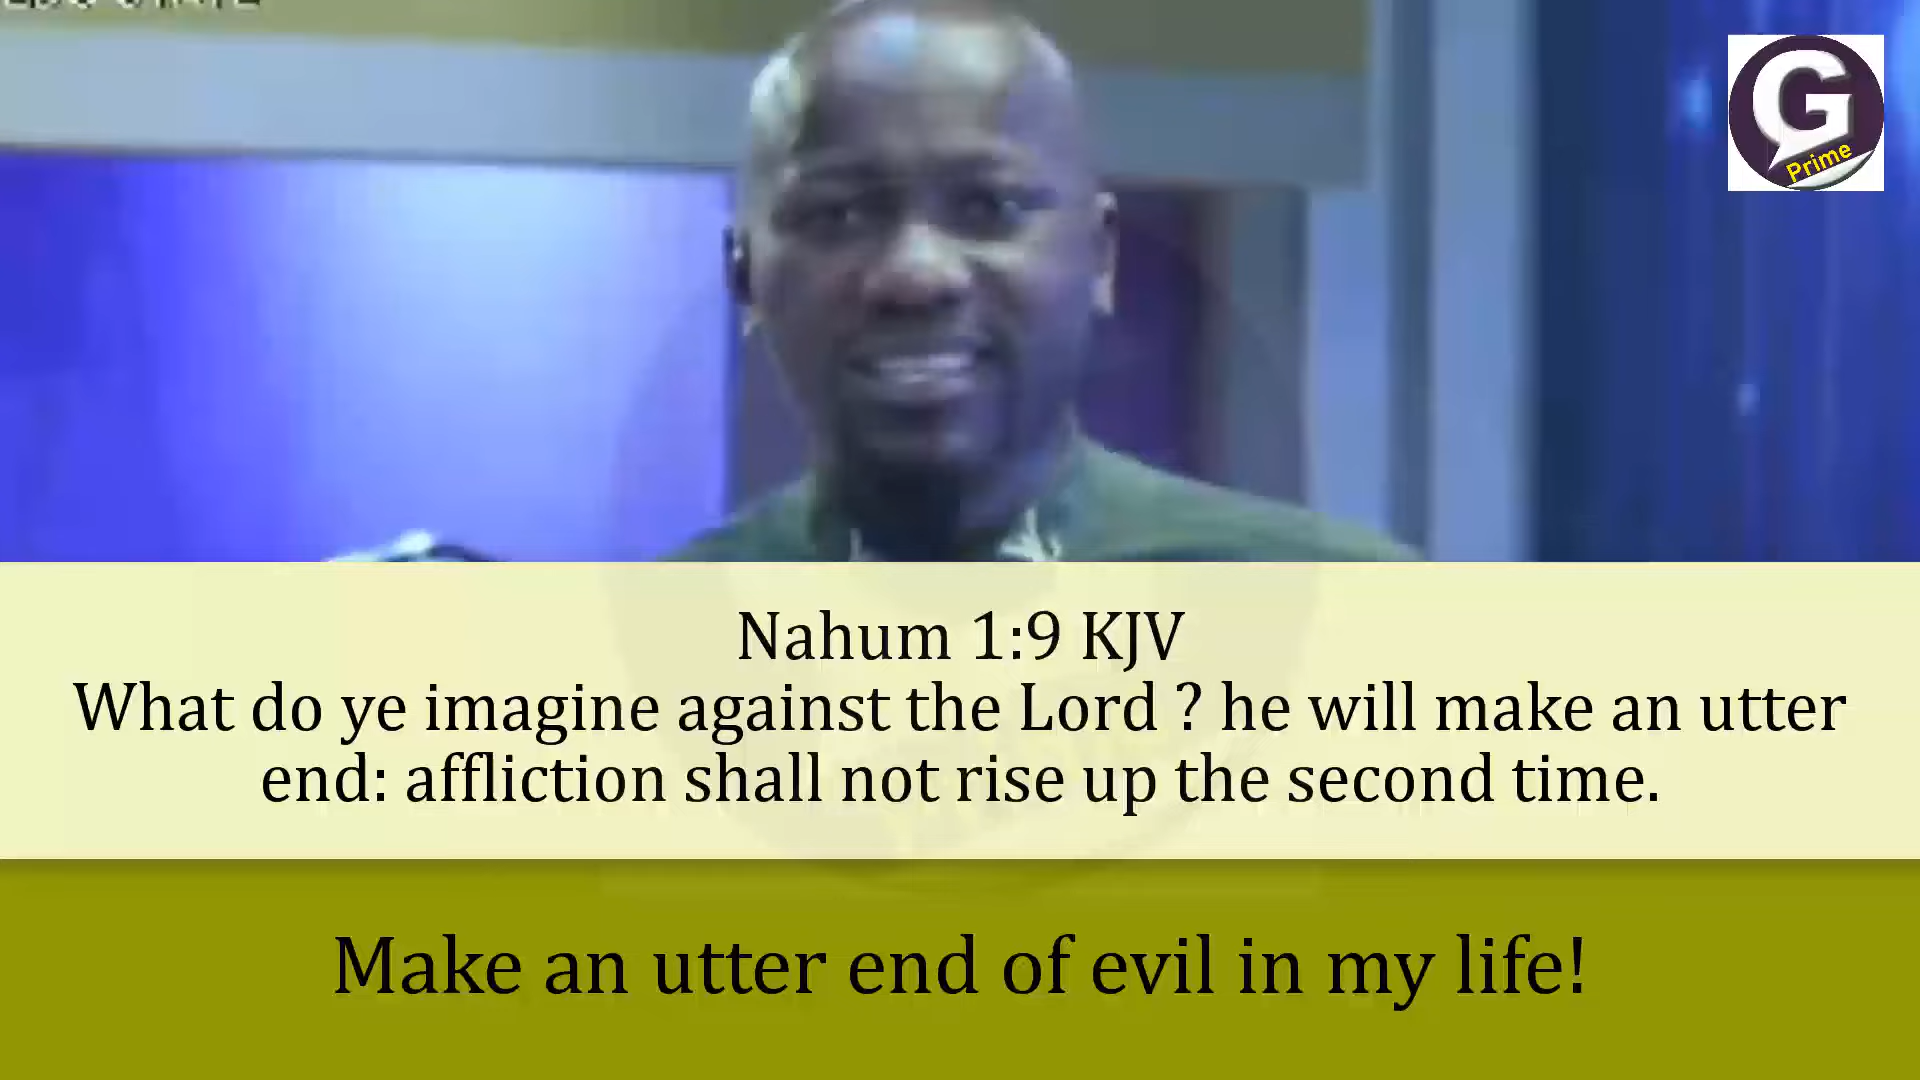 G
Prime
Nahum 1:9 KJV
What do ye imagine against the Lord ? he will make an utter
end: affliction shall not rise up the second time.
Make an utter end of evil in my life!